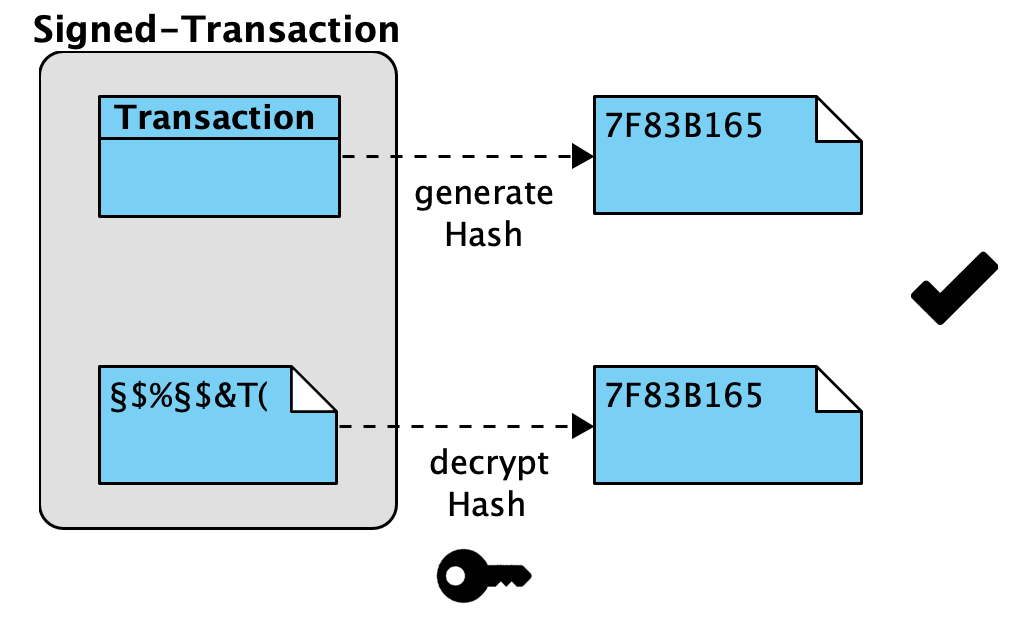 Signed-Transaction
Transaction
7F83B165
generate
Hash
§$%§$&T(
7F83B165
decrypt
Hash